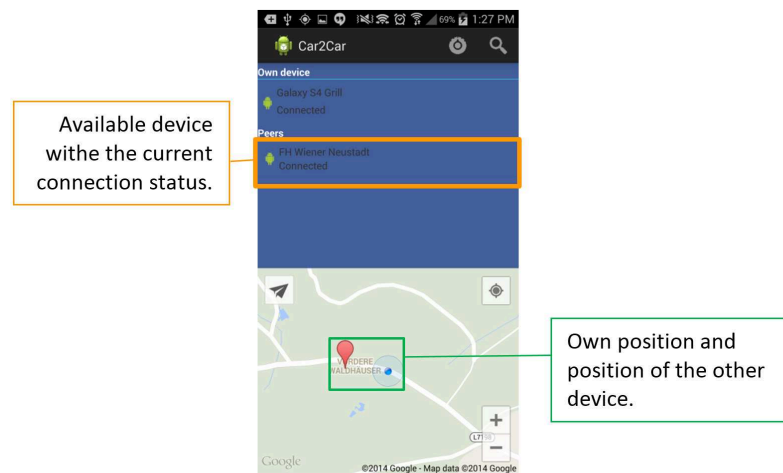 69% 1:27 PM
Car2Car
Own device
Galaxy S4 Grill
Connected
Peers
FH Wiener Neustadt
Connected
Available device
withe the current
connection status.
VORDERE
WALDHÄUSER
Own position and
position of the other
device.
Google
©2014 Google - Map data ©2014 Google